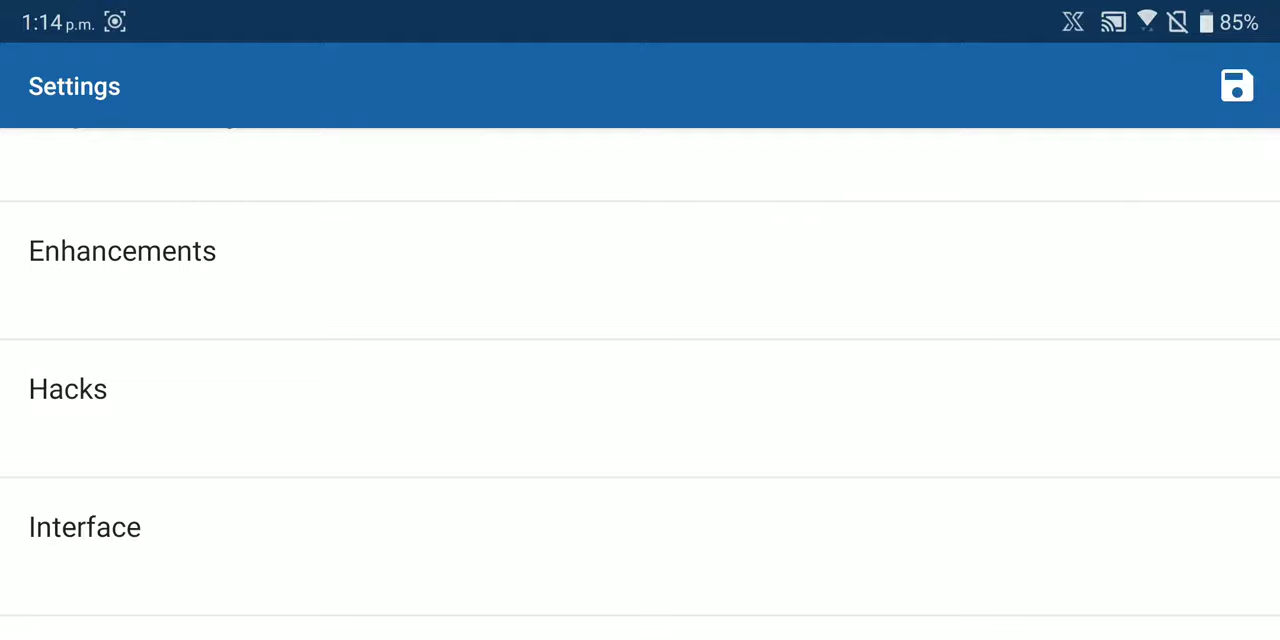 1:14 p.m. 85%
Settings
Enhancements
Hacks
Interface